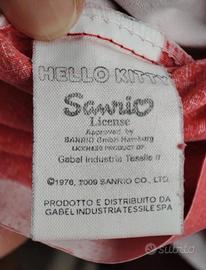 HELLO KITTY
Sanrio
License
Approved by
SANRIO GmbH Hamburg
LICENSED PRODUCT OF
Gabel Industria Tessile
©1976, 2009 SANRIO CO., LTD.
PRODOTTO E DISTRIBUITO DA
GABEL INDUSTRIA TESSILE SPA
subito